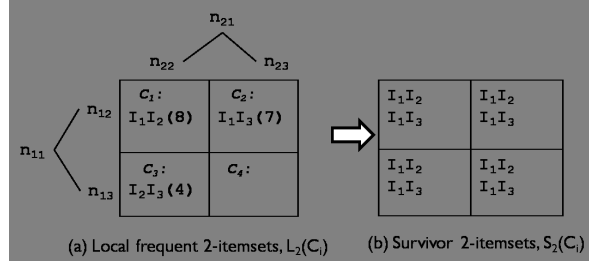 n21
n22 n23
C1: C2:
n12 I1I2(8) I1I3(7)
n11
C3: C4:
n13 I2I3(4)
I1I2 I1I2
I1I3 I1I3
I1I2 I1I2
I1I3 I1I3
(a) Local frequent 2-itemsets, L2(Ci) (b) Survivor 2-itemsets, S2(Ci)